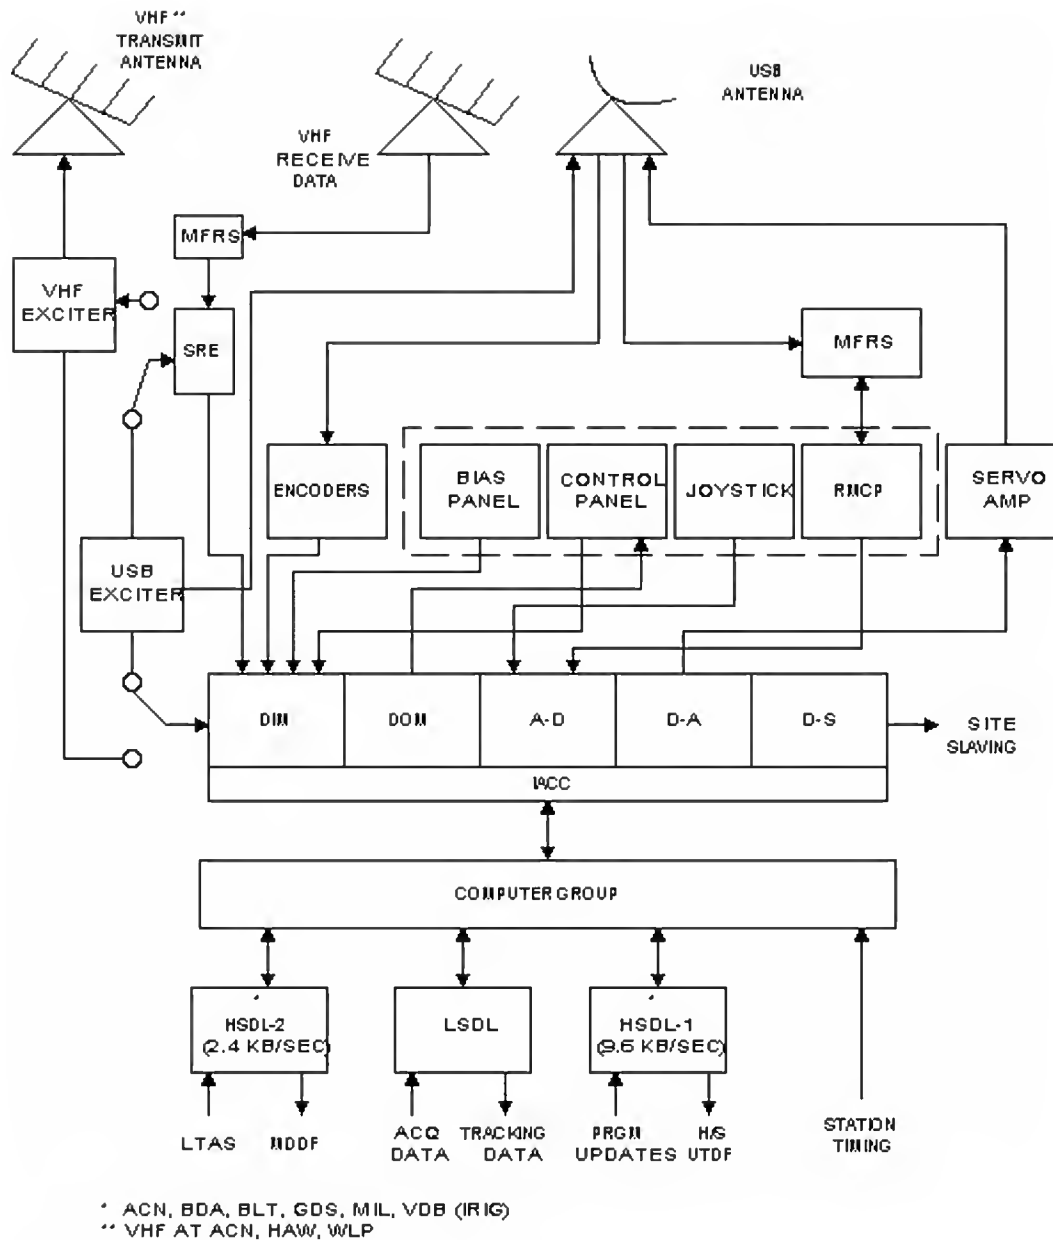 VHF **
TRANSMIT
ANTENNA
USB
ANTENNA
VHF
RECEIVE
DATA
MFRS
VHF
EXCITER
SRE
MFRS
ENCODERS
BIAS
PANEL
CONTROL
PANEL
JOYSTICK
RMCP
SERVO
AMP
USB
EXCITER
DIM
DOM
A-D
D-A
D-S
SITE
SLAVING
IACC
COMPUTER GROUP
*
HSDL-2
(2.4 KB/SEC)
LSDL
*
HSDL-1
(9.6 KB/SEC)
LTAS
MDDF
ACQ
DATA
TRACKING
DATA
PRGM
UPDATES
H/S
UTDF
STATION
TIMING
* ACN, BDA, BLT, GDS, MIL, VDB (IRIG)
** VHF AT ACN, HAW, WLP